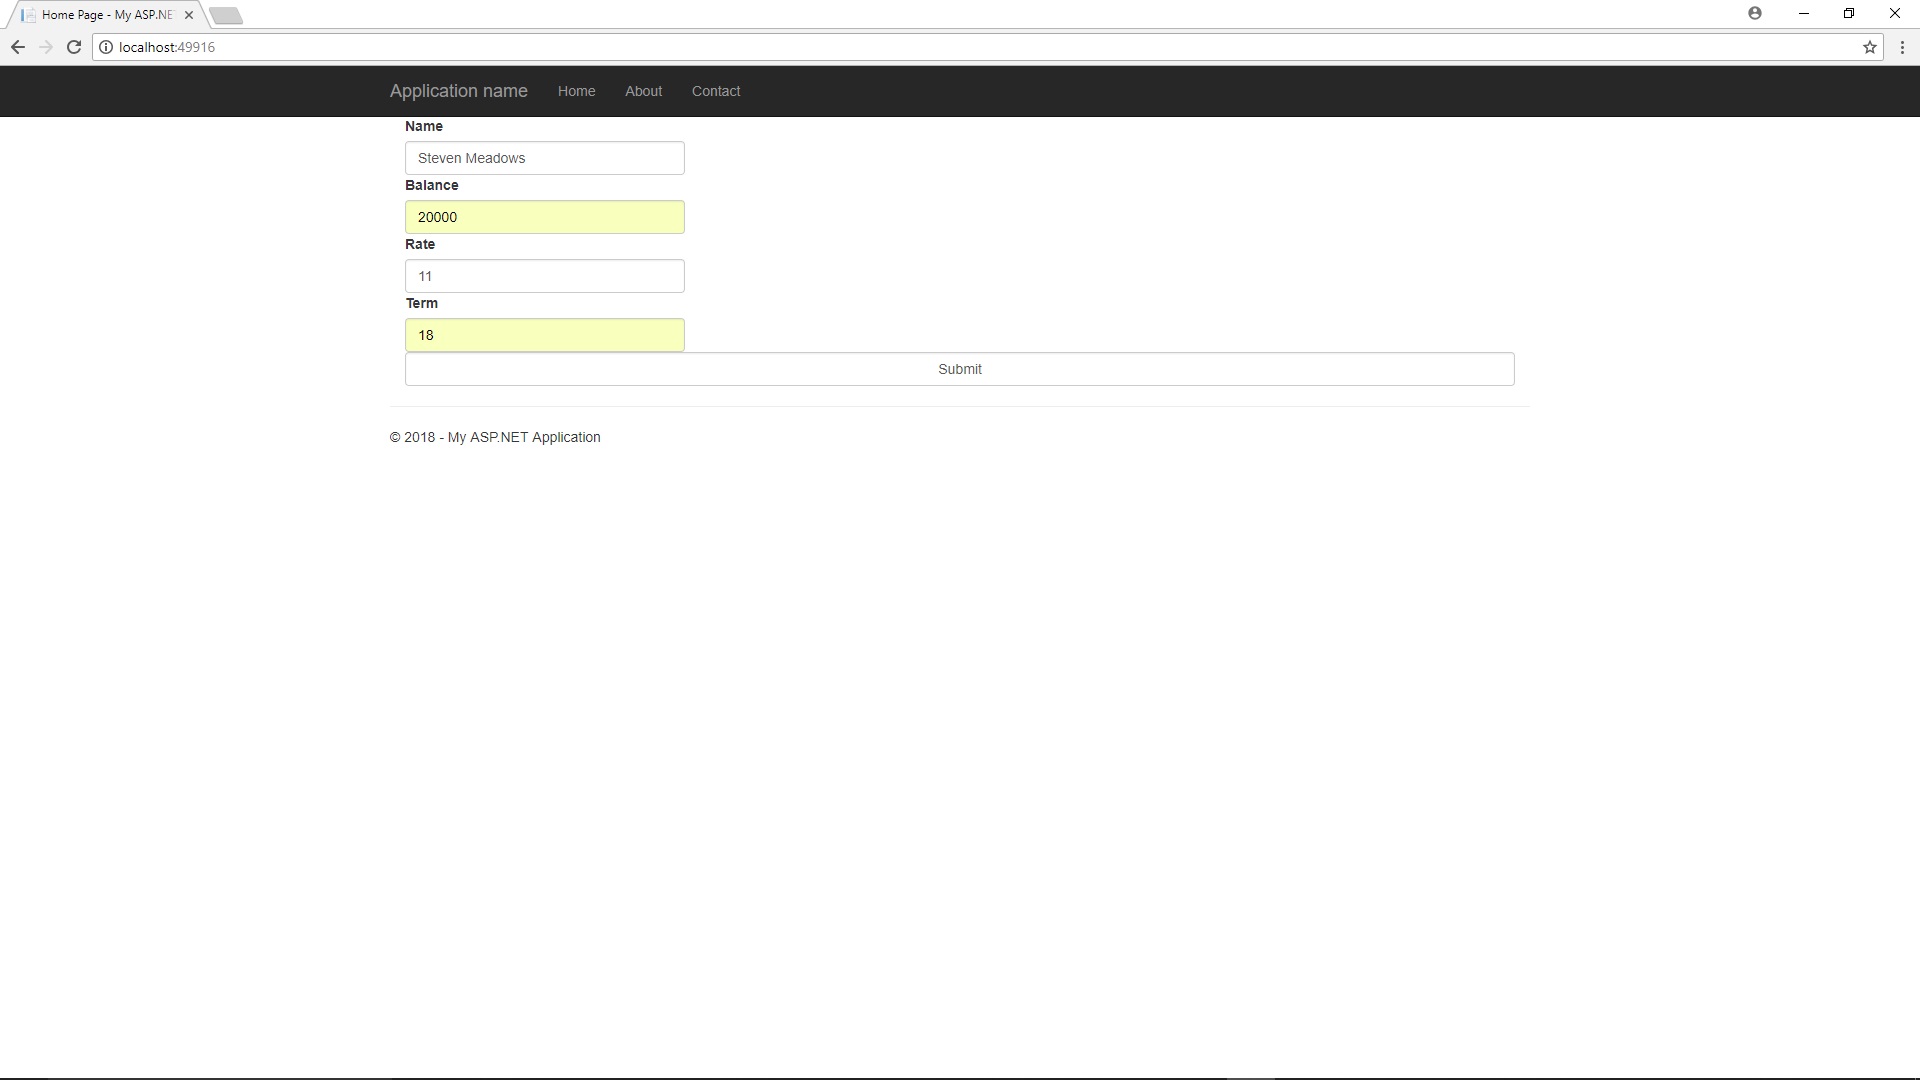 Home Page - My ASP.NE
localhost:49916
Application name Home About Contact
Name
Steven Meadows
Balance
20000
Rate
11
Term
18
Submit
© 2018 - My ASP.NET Application